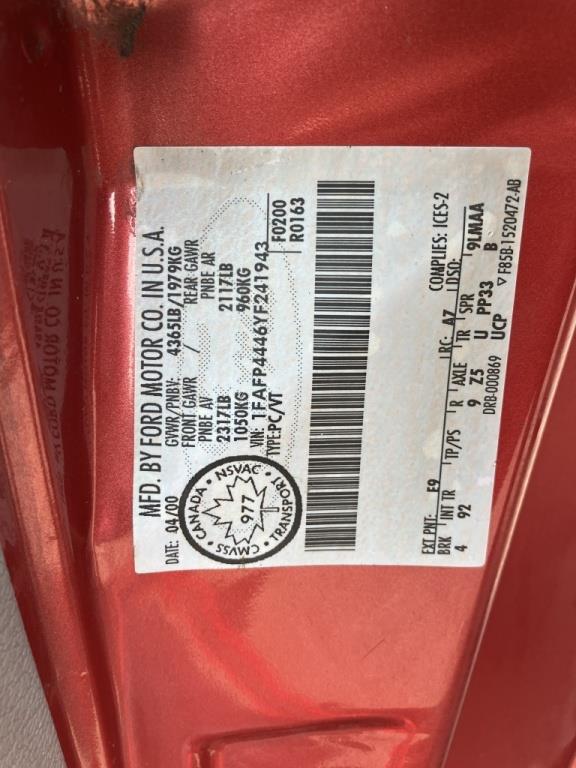 MFD. BY FORD MOTOR CO. IN U.S.A.
DATE: 04/00 GVWR/PNBV: 4365LB/1979KG
FRONT GAWR / REAR GAWR
PNBE AV PNBE AR
2317LB 2117LB
1050KG 960KG
VIN: 1FAFP4446YF241943
TYPE:PC/VT F0200
R0163
CMVSS • CANADA • NSVAC • TRANSPORT
977
EXT PNT: E9 RC: A7 COMPLIES: ICES-2
BRK INT TR TP/PS R AXLE TR SPR LDSO:
4 92 9 Z5 U PP33 9LMAA
B
DRB-000869 UCP
▽ F85B-1520472-AB